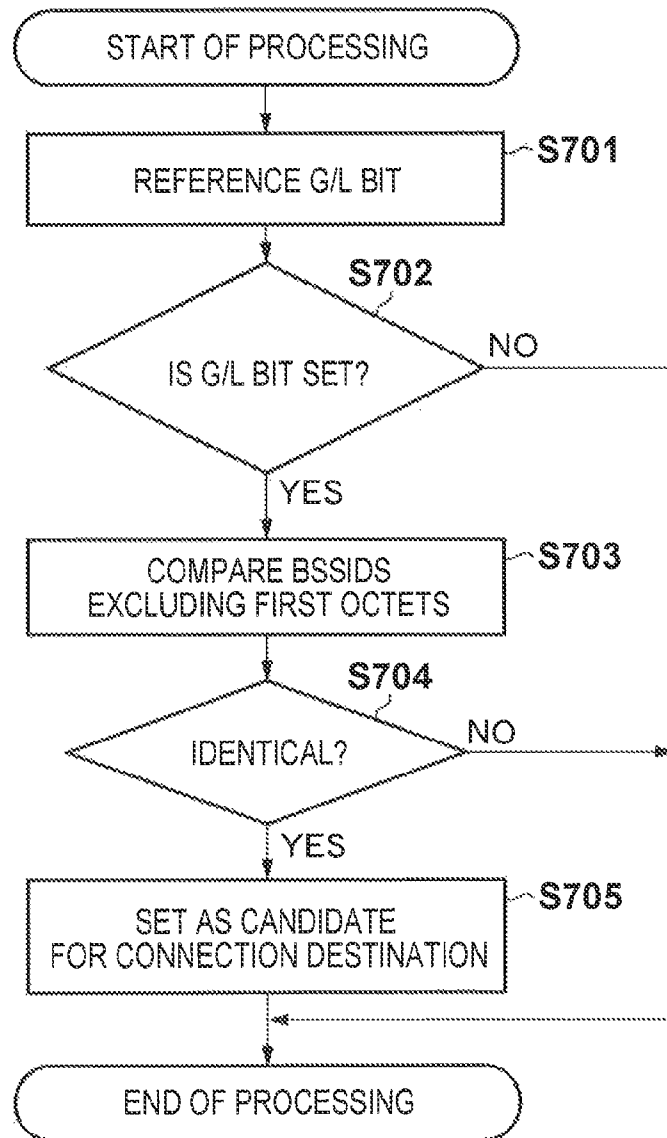 START OF PROCESSING
S701
REFERENCE G/L BIT
S702
IS G/L BIT SET?
NO
YES
S703
COMPARE BSSIDS
EXCLUDING FIRST OCTETS
S704
IDENTICAL?
NO
YES
S705
SET AS CANDIDATE
FOR CONNECTION DESTINATION
END OF PROCESSING